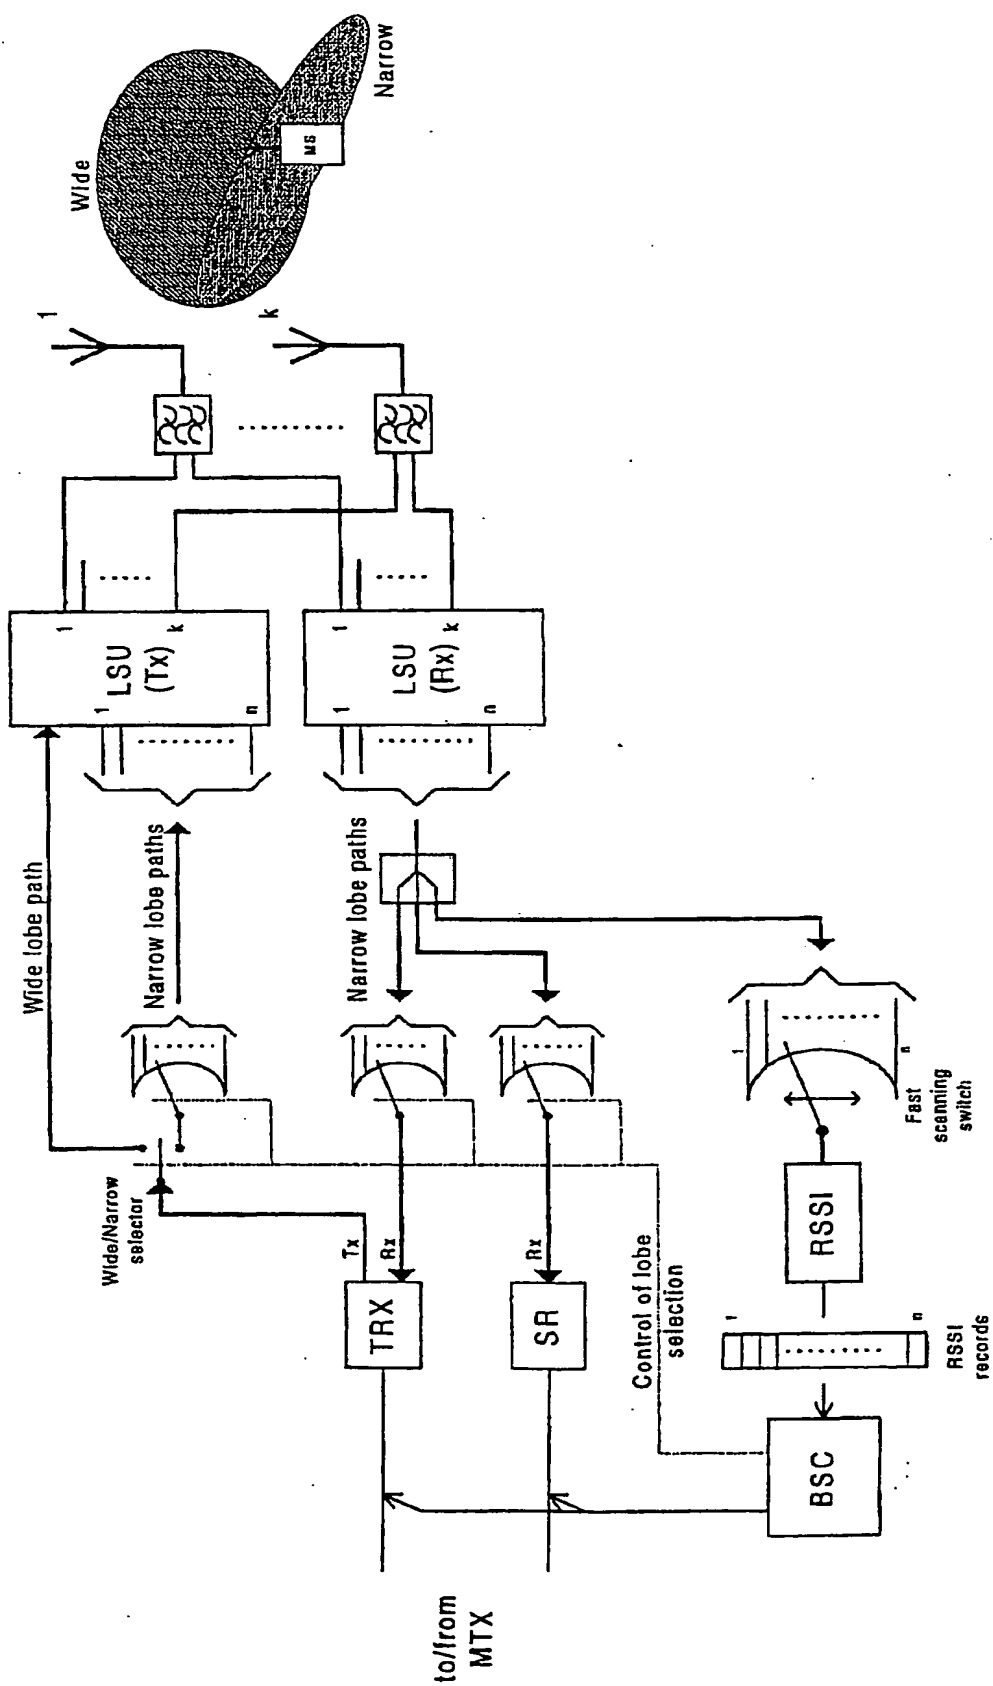 Wide
Narrow
MS
1
k
1
k
LSU
(Tx)
1
n
1
k
LSU
(Rx)
1
n
Wide lobe path
Narrow lobe paths
Narrow lobe paths
Wide/Narrow
selector
Tx
Rx
TRX
Rx
SR
Control of lobe
selection
1
n
Fast
scanning
switch
RSSI
1
n
RSSI
records
BSC
to/from
MTX